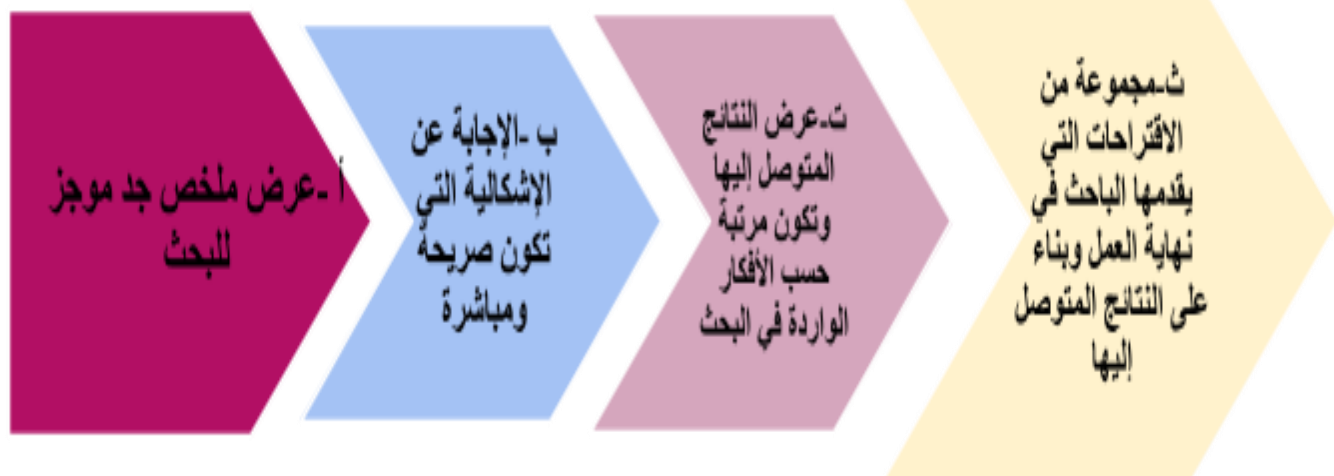 أ -عرض ملخص جد موجز
للبحث
ب -الإجابة عن
الإشكالية التي
تكون صريحة
ومباشرة
ت-عرض النتائج
المتوصل إليها
وتكون مرتبة
حسب الأفكار
الواردة في البحث
ث-مجموعة من
الاقتراحات التي
يقدمها الباحث في
نهاية العمل وبناء
على النتائج المتوصل
إليها